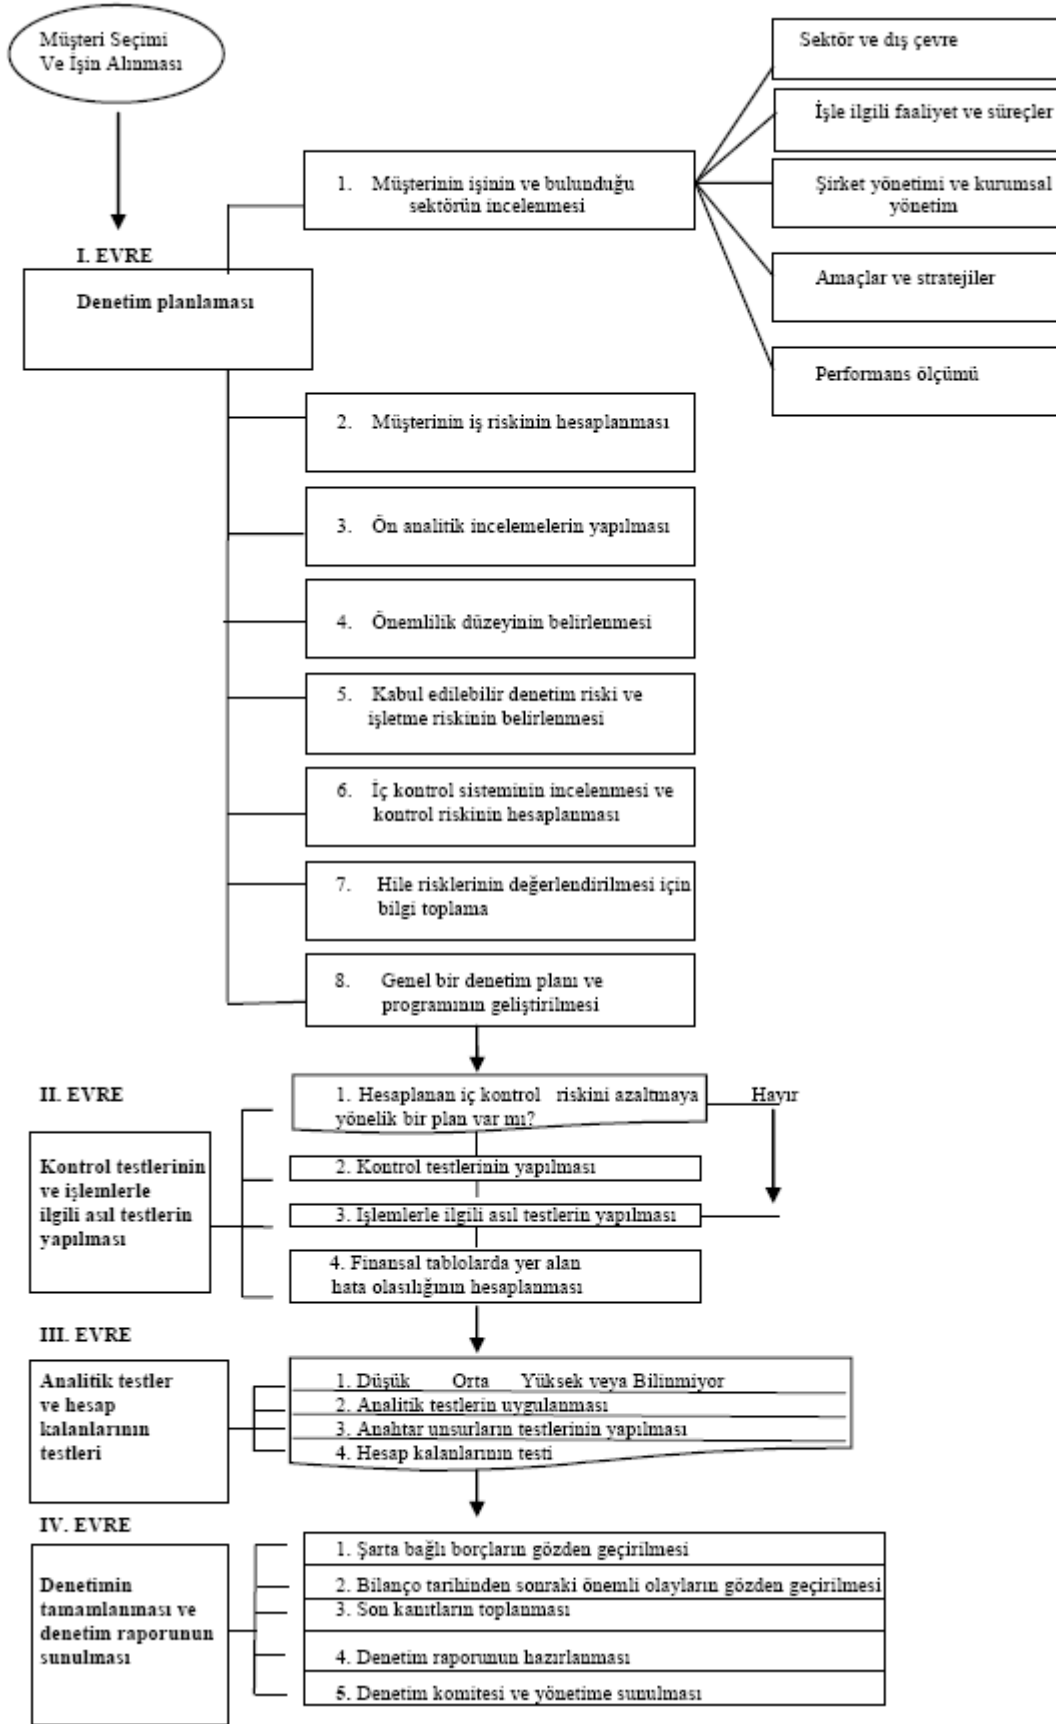 Müşteri Seçimi
Ve İşin Alınması
Sektör ve dış çevre
İşle ilgili faaliyet ve süreçler
Şirket yönetimi ve kurumsal
yönetim
Amaçlar ve stratejiler
Performans ölçümü
1. Müşterinin işinin ve bulunduğu
sektörün incelenmesi
I. EVRE
Denetim planlaması
2. Müşterinin iş riskinin hesaplanması
3. Ön analitik incelemelerin yapılması
4. Önemlilik düzeyinin belirlenmesi
5. Kabul edilebilir denetim riski ve
işletme riskinin belirlenmesi
6. İç kontrol sisteminin incelenmesi ve
kontrol riskinin hesaplanması
7. Hile risklerinin değerlendirilmesi için
bilgi toplama
8. Genel bir denetim planı ve
programının geliştirilmesi
II. EVRE
Kontrol testlerinin
ve işlemlerle
ilgili asıl testlerin
yapılması
1. Hesaplanan iç kontrol riskini azaltmaya
yönelik bir plan var mı?
Hayır
2. Kontrol testlerinin yapılması
3. Işlemlerle ilgili asıl testlerin yapılması
4. Finansal tablolarda yer alan
hata olasılığının hesaplanması
III. EVRE
Analitik testler
ve hesap
kalanlarının
testleri
1. Düşük Orta Yüksek veya Bilinmiyor
2. Analitik testlerin uygulanması
3. Anahtar unsurların testlerinin yapılması
4. Hesap kalanlarının testi
IV. EVRE
Denetimin
tamamlanması ve
denetim raporunun
sunulması
1. Şarta bağlı borçların gözden geçirilmesi
2. Bilanço tarihinden sonraki önemli olayların gözden geçirilmesi
3. Son kanıtların toplanması
4. Denetim raporunun hazırlanması
5. Denetim komitesi ve yönetime sunulması